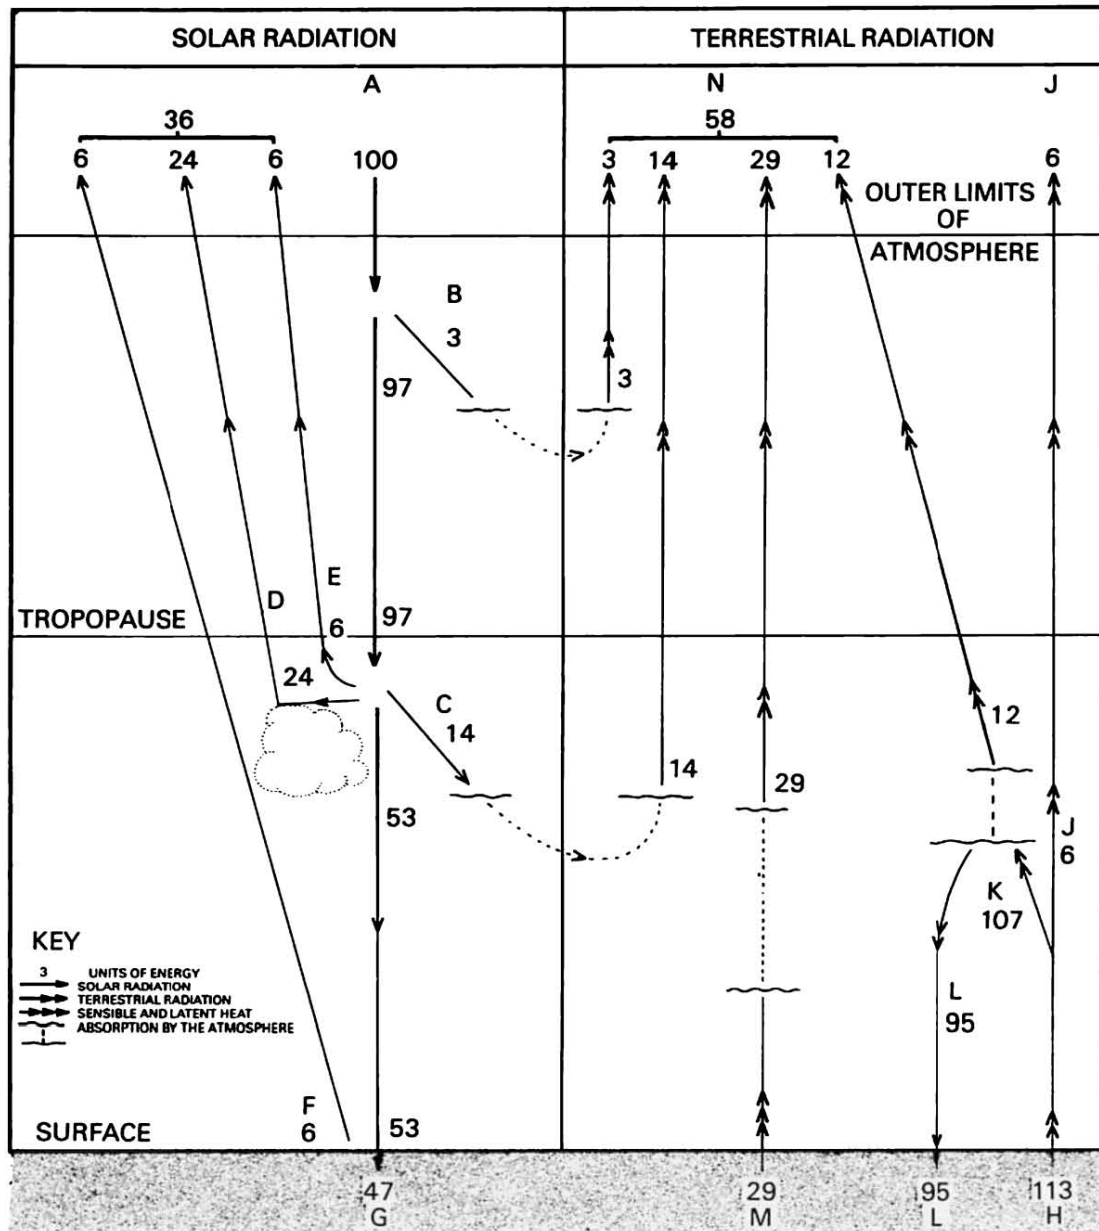 SOLAR RADIATION
TERRESTRIAL RADIATION
A
N
J
36
58
6
24
6
100
3
14
29
12
6
OUTER LIMITS
OF
ATMOSPHERE
B
3
97
3
E
D
6
97
TROPOPAUSE
24
C
14
12
14
29
53
J
6
K
107
KEY
3 UNITS OF ENERGY
SOLAR RADIATION
TERRESTRIAL RADIATION
SENSIBLE AND LATENT HEAT
ABSORPTION BY THE ATMOSPHERE
L
95
F
6
53
SURFACE
47
29
95
113
G
M
L
H